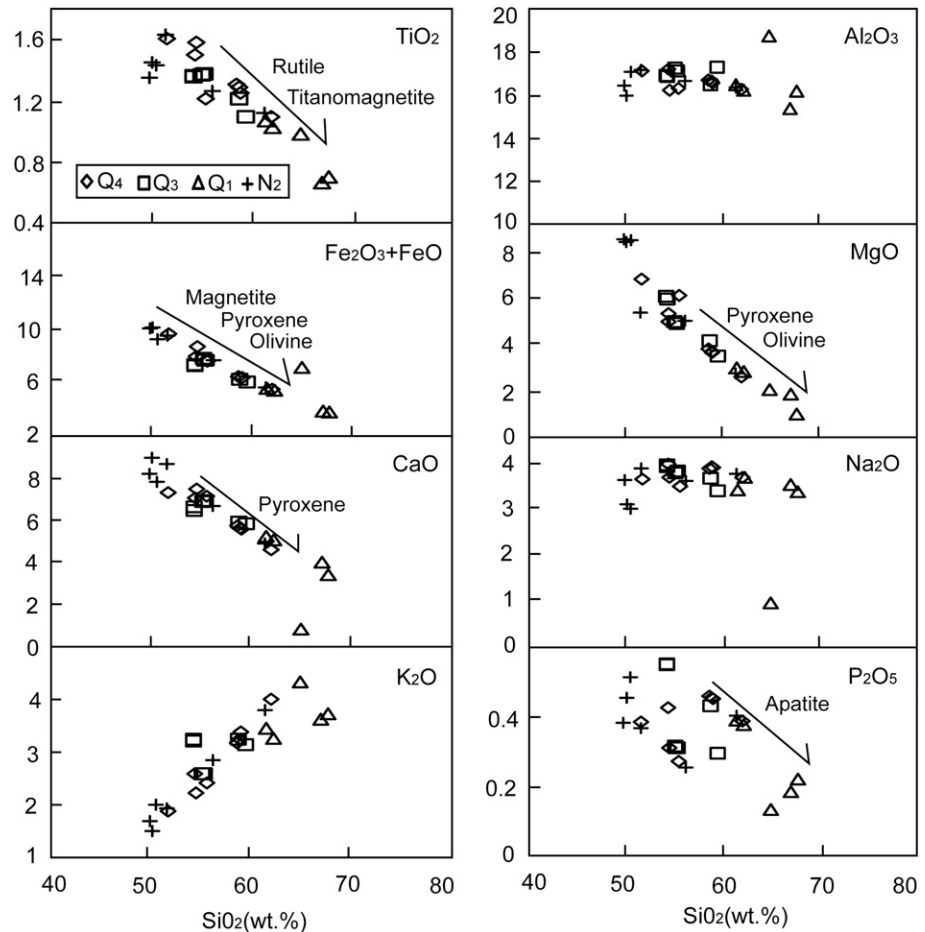 TiO₂
1.6
1.2
0.8
0.4
Rutile
Titanomagnetite
Q₄ Q₃ Q₁ N₂
Fe₂O₃+FeO
14
10
6
2
Magnetite
Pyroxene
Olivine
CaO
8
6
4
2
0
Pyroxene
K₂O
4
3
2
1
40 50 60 70 80
SiO₂(wt.%)
Al₂O₃
20
18
16
14
12
10
MgO
8
6
4
2
0
Pyroxene
Olivine
Na₂O
4
3
2
1
0
P₂O₅
0.4
0.2
0
Apatite
40 50 60 70 80
SiO₂(wt.%)